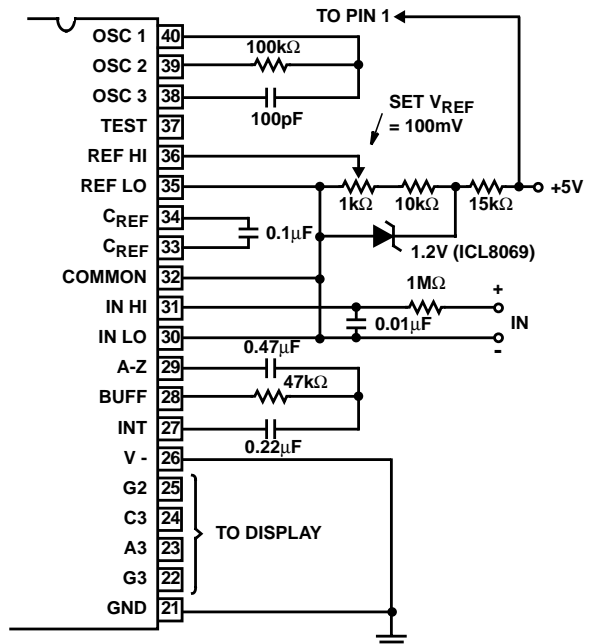 TO PIN 1
OSC 1 40
100kΩ
OSC 2 39
OSC 3 38
100pF
SET VREF
= 100mV
TEST 37
REF HI 36
REF LO 35
+5V
1kΩ 10kΩ 15kΩ
CREF 34
0.1μF
CREF 33
1.2V (ICL8069)
COMMON 32
1MΩ
+
IN HI 31
0.01μF
IN
IN LO 30
-
0.47μF
A-Z 29
47kΩ
BUFF 28
INT 27
0.22μF
V - 26
G2 25
C3 24
TO DISPLAY
A3 23
G3 22
GND 21